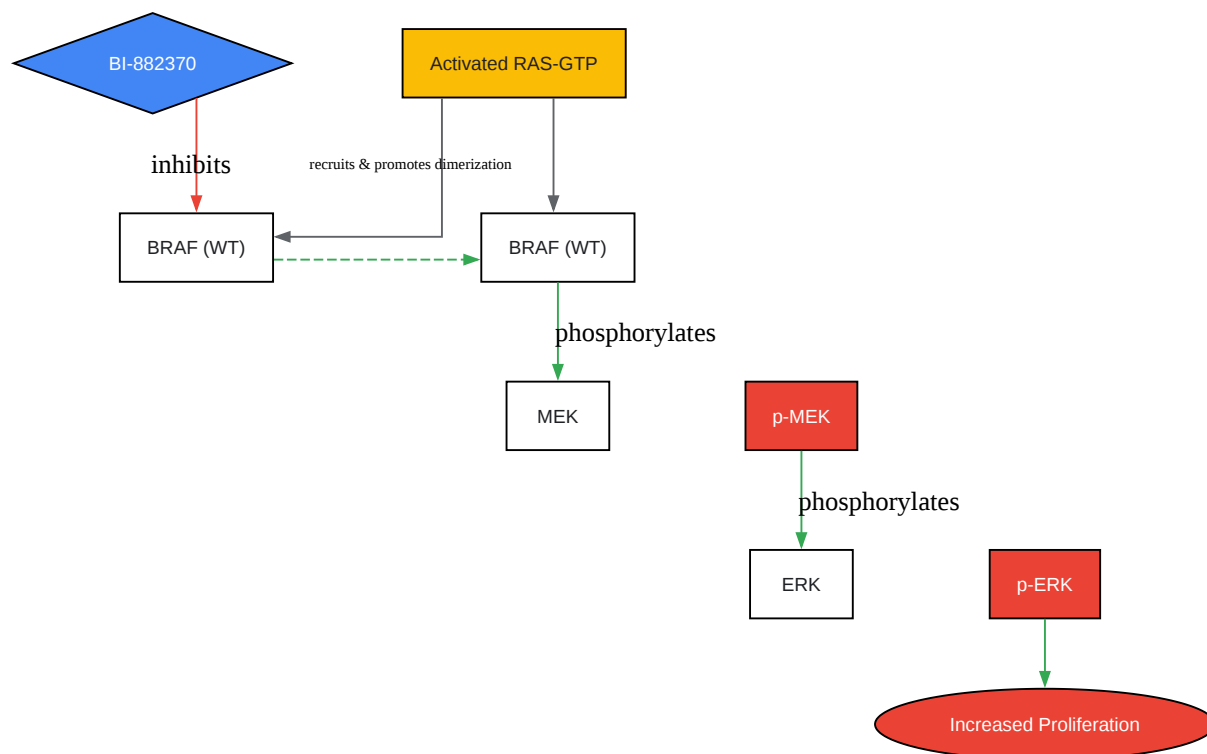 BI-882370
Activated RAS-GTP
inhibits
recruits & promotes dimerization
BRAF (WT)
BRAF (WT)
phosphorylates
MEK
p-MEK
phosphorylates
ERK
p-ERK
Increased Proliferation